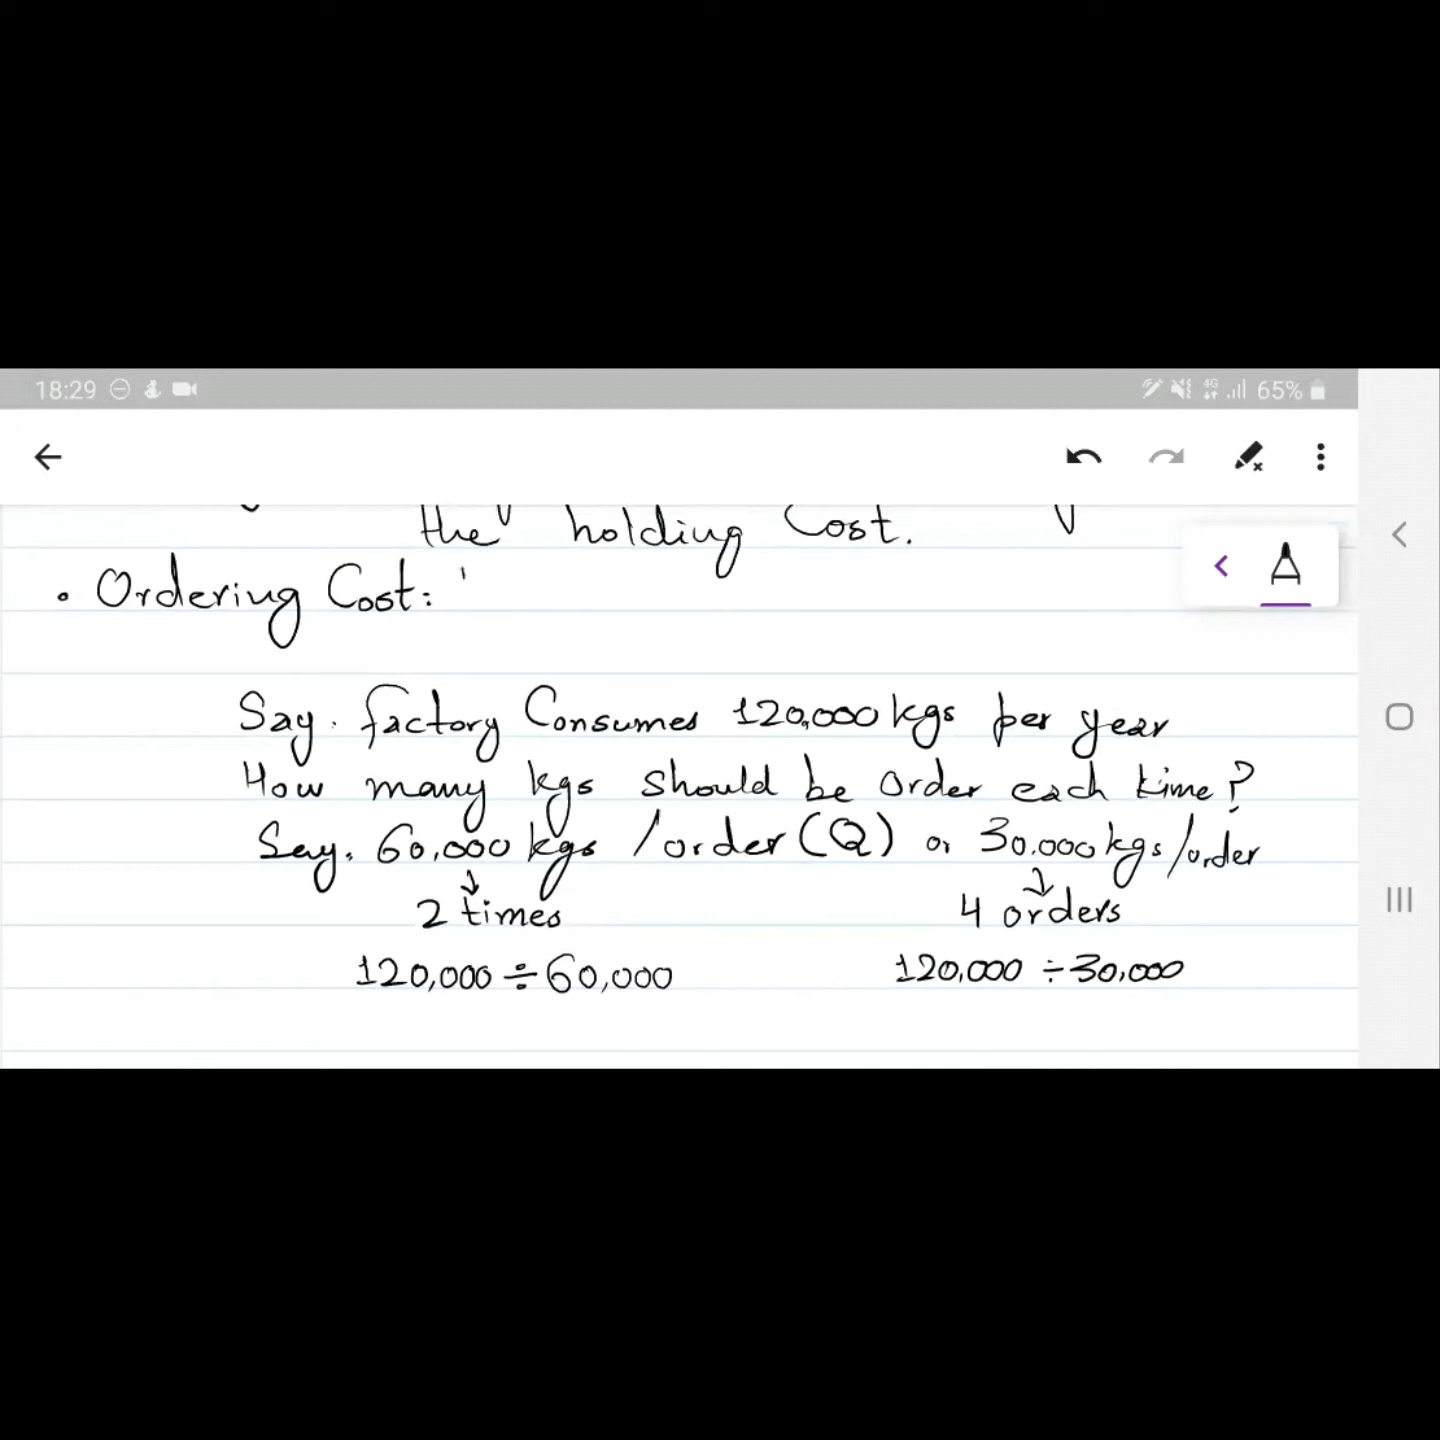 18:29 4G 65%
the holding Cost.
• Ordering Cost:
Say. factory Consumes 120,000 kgs per year
How many kgs should be order each time?
Say. 60,000 kgs /order (Q) or 30.000 kgs/order
2 times 4 orders
120,000 ÷ 60,000 120,000 ÷ 30,000